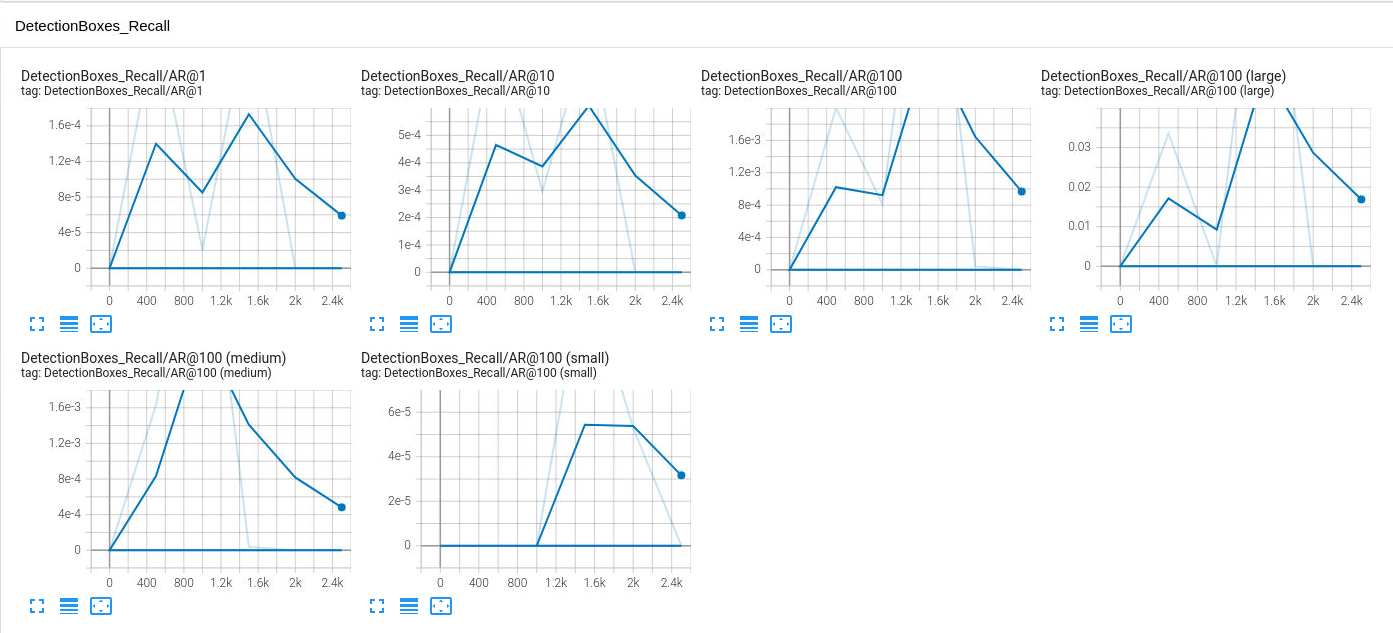 DetectionBoxes_Recall
DetectionBoxes_Recall/AR@1
tag: DetectionBoxes_Recall/AR@1
1.6e-4
1.2e-4
8e-5
4e-5
0
0 400 800 1.2k 1.6k 2k 2.4k
DetectionBoxes_Recall/AR@10
tag: DetectionBoxes_Recall/AR@10
5e-4
4e-4
3e-4
2e-4
1e-4
0
0 400 800 1.2k 1.6k 2k 2.4k
DetectionBoxes_Recall/AR@100
tag: DetectionBoxes_Recall/AR@100
1.6e-3
1.2e-3
8e-4
4e-4
0
0 400 800 1.2k 1.6k 2k 2.4k
DetectionBoxes_Recall/AR@100 (large)
tag: DetectionBoxes_Recall/AR@100 (large)
0.03
0.02
0.01
0
0 400 800 1.2k 1.6k 2k 2.4k
DetectionBoxes_Recall/AR@100 (medium)
tag: DetectionBoxes_Recall/AR@100 (medium)
1.6e-3
1.2e-3
8e-4
4e-4
0
0 400 800 1.2k 1.6k 2k 2.4k
DetectionBoxes_Recall/AR@100 (small)
tag: DetectionBoxes_Recall/AR@100 (small)
6e-5
4e-5
2e-5
0
0 400 800 1.2k 1.6k 2k 2.4k